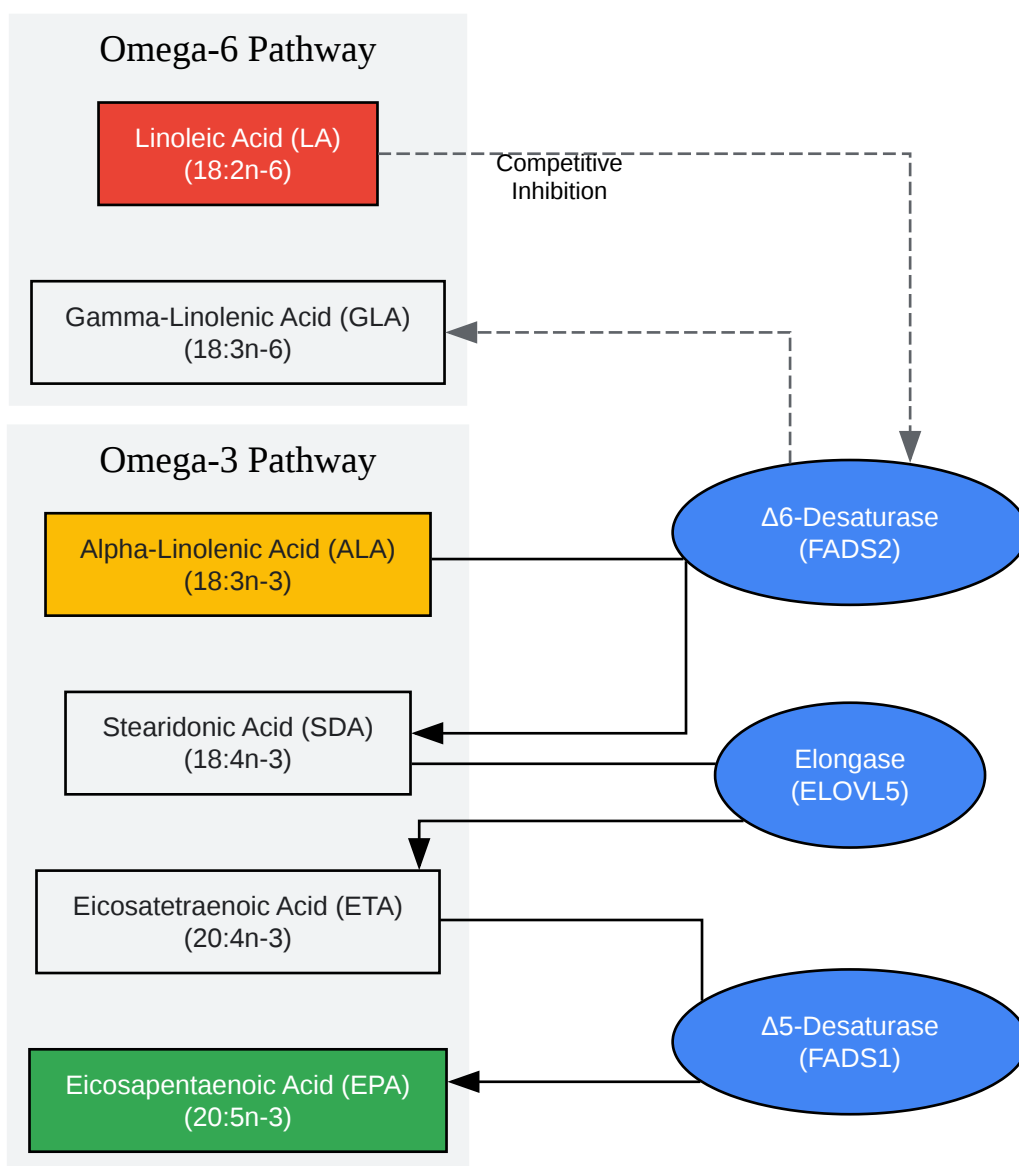 Omega-6 Pathway
Linoleic Acid (LA)
(18:2n-6)
Competitive
Inhibition
Gamma-Linolenic Acid (GLA)
(18:3n-6)
Omega-3 Pathway
Alpha-Linolenic Acid (ALA)
(18:3n-3)
Δ6-Desaturase
(FADS2)
Stearidonic Acid (SDA)
(18:4n-3)
Elongase
(ELOVL5)
Eicosatetraenoic Acid (ETA)
(20:4n-3)
Δ5-Desaturase
(FADS1)
Eicosapentaenoic Acid (EPA)
(20:5n-3)